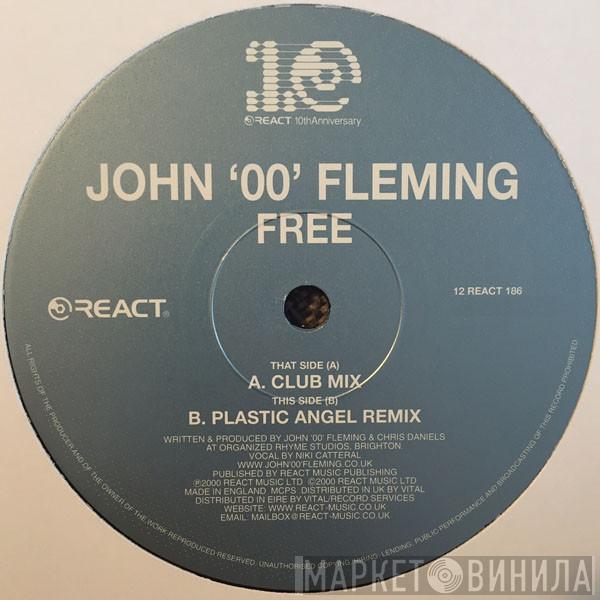 10
REACT 10thAnniversary
JOHN ‘00’ FLEMING
FREE
REACT®
12 REACT 186
THAT SIDE (A)
A. CLUB MIX
THIS SIDE (B)
B. PLASTIC ANGEL REMIX
WRITTEN & PRODUCED BY JOHN ‘00’ FLEMING & CHRIS DANIELS
AT ORGANIZED RHYME STUDIOS, BRIGHTON.
VOCAL BY NIKI CATTERAL
WWW.JOHN‘00’FLEMING.CO.UK
PUBLISHED BY REACT MUSIC PUBLISHING
℗2000 REACT MUSIC LTD ©2000 REACT MUSIC LTD
MADE IN ENGLAND MCPS DISTRIBUTED IN UK BY VITAL
DISTRIBUTED IN EIRE BY VITAL/RECORD SERVICES
WEBSITE: WWW.REACT-MUSIC.CO.UK
EMAIL: MAILBOX@REACT-MUSIC.CO.UK
ALL RIGHTS OF THE PRODUCER AND OF THE OWNER OF THE WORK REPRODUCED RESERVED. UNAUTHORISED COPYING, HIRING, LENDING, PUBLIC PERFORMANCE AND BROADCASTING OF THIS RECORD PROHIBITED
МАРКЕТ ВИНИЛА